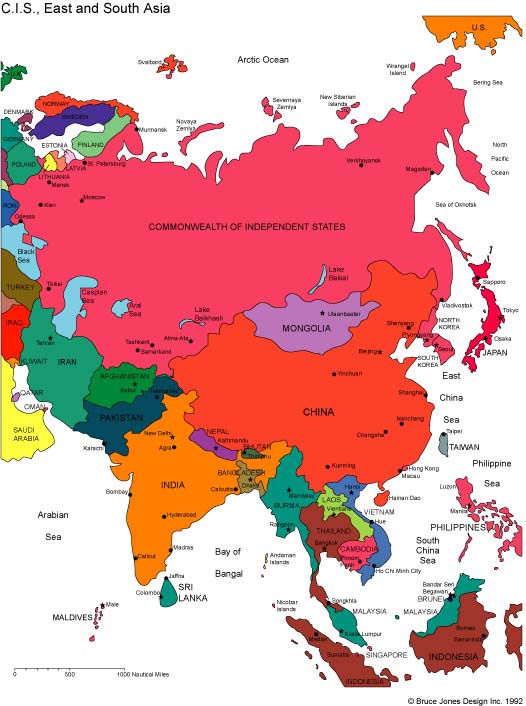 C.I.S., East and South Asia
U.S.
Arctic Ocean
Svalbard
Wrangel
Island
Bering Sea
Severnaya
Zemlya
New Siberian
Islands
Novaya
Zemlya
NORWAY
SWEDEN
FINLAND
DENMARK
GERMANY
ESTONIA
LATVIA
LITHUANIA
POLAND
Murmansk
St. Petersburg
Mensk
Moscow
Kiev
ROM
Odessa
Verkhoyansk
Magadan
North
Pacific
Ocean
Sea of Okhotsk
COMMONWEALTH OF INDEPENDENT STATES
Black
Sea
TURKEY
Tbilisi
Caspian
Sea
Aral
Sea
Lake
Balkhash
Lake
Baikal
Ulaanbaatar
MONGOLIA
Sapporo
Vladivostok
Tokyo
Osaka
JAPAN
NORTH
KOREA
Pyongyang
Seoul
SOUTH
KOREA
Shenyang
Beijing
IRAQ
Tehran
IRAN
KUWAIT
QATAR
OMAN
SAUDI
ARABIA
Tashkent
Samarkand
Alma-Ata
AFGHANISTAN
Kabul
Islamabad
PAKISTAN
Karachi
Yinchuan
CHINA
East
China
Sea
Shanghai
Nanchang
Changsha
Taipei
TAIWAN
Kunming
Hong Kong
Macau
Hainan Dao
NEPAL
Kathmandu
BHUTAN
Thimphu
BANGLADESH
Dhaka
New Delhi
Agra
INDIA
Calcutta
Bombay
Hyderabad
Madras
Calicut
Jaffna
Colombo
SRI
LANKA
Arabian
Sea
Bay of
Bengal
MALDIVES
Male
Andaman
Islands
Nicobar
Islands
BURMA
Mandalay
Rangoon
LAOS
Vientiane
Hanoi
VIETNAM
Hue
THAILAND
Bangkok
CAMBODIA
Phnom
Penh
Ho Chi Minh City
Philippine
Sea
Luzon
Manila
PHILIPPINES
South
China
Sea
Songkhla
MALAYSIA
Kuala Lumpur
SINGAPORE
Medan
Sumatra
INDONESIA
Bandar Seri
Begawan
BRUNEI
MALAYSIA
Borneo
Samarinda
INDONESIA
0 500 1000 Nautical Miles
© Bruce Jones Design Inc. 1992